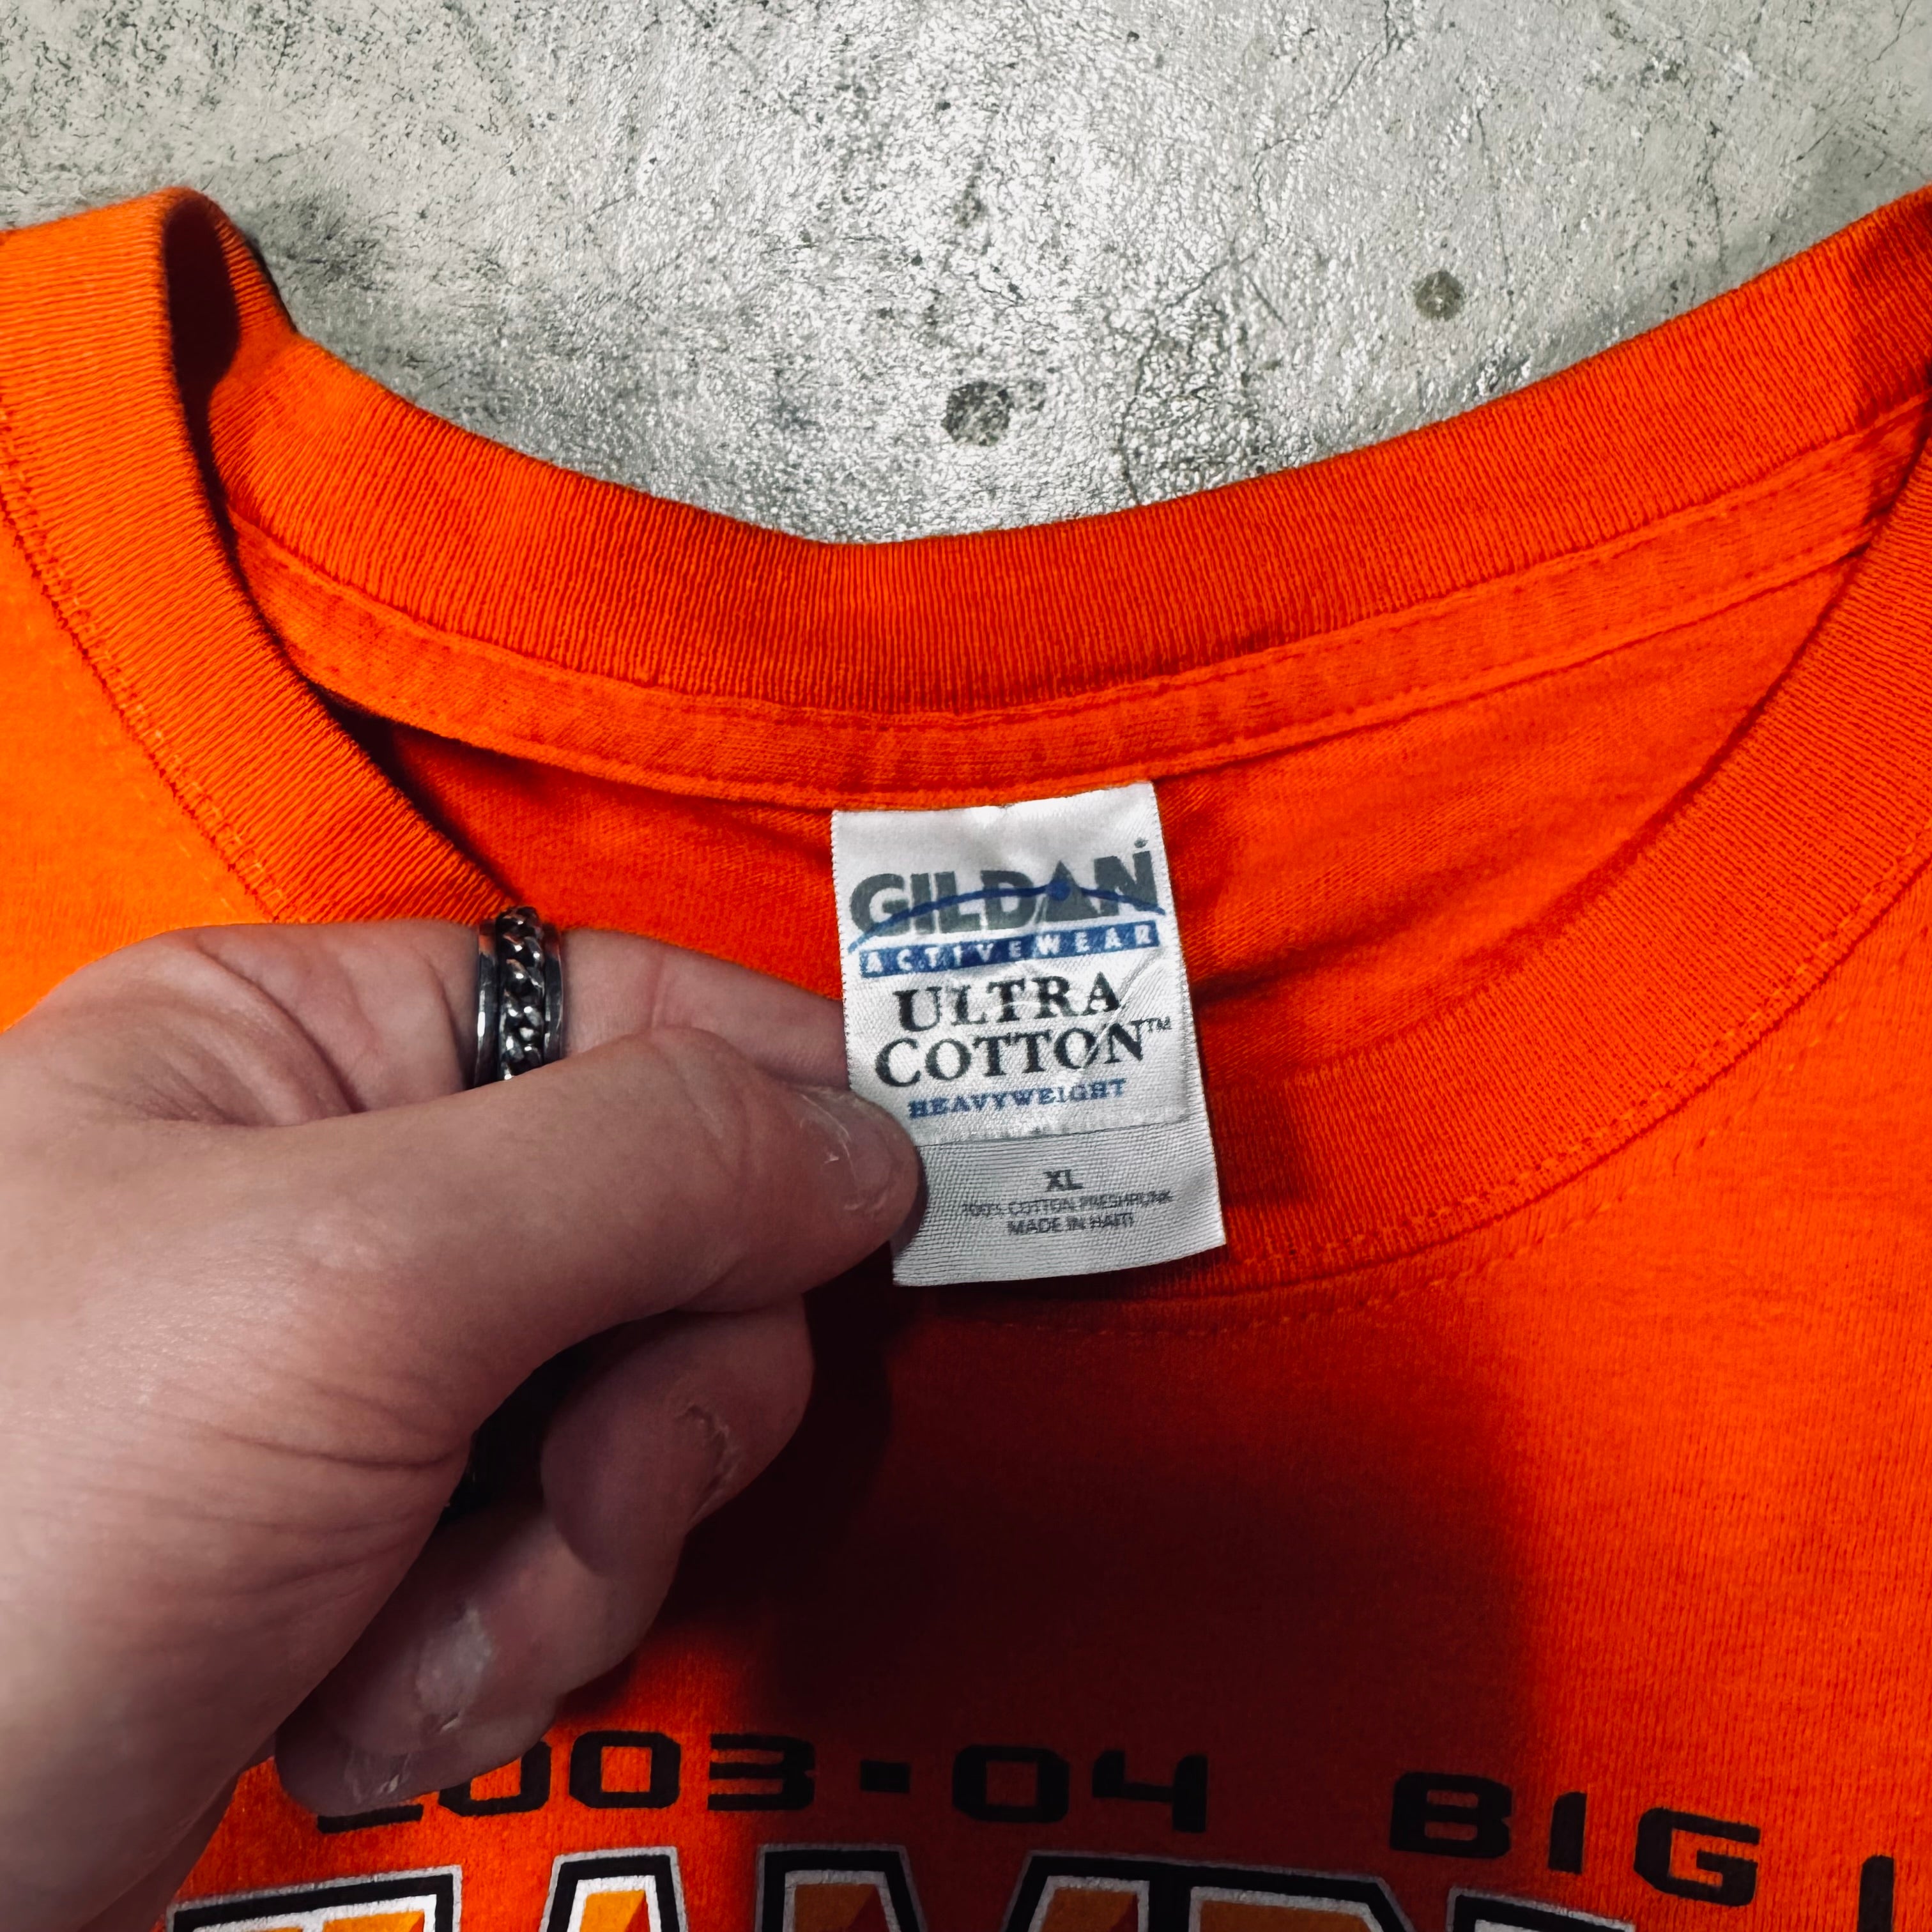 GILDAN®
ACTIVEWEAR
ULTRA
COTTON™
HEAVYWEIGHT
XL
100% COTTON PRESHRUNK
MADE IN HAITI
2003-04 BIG